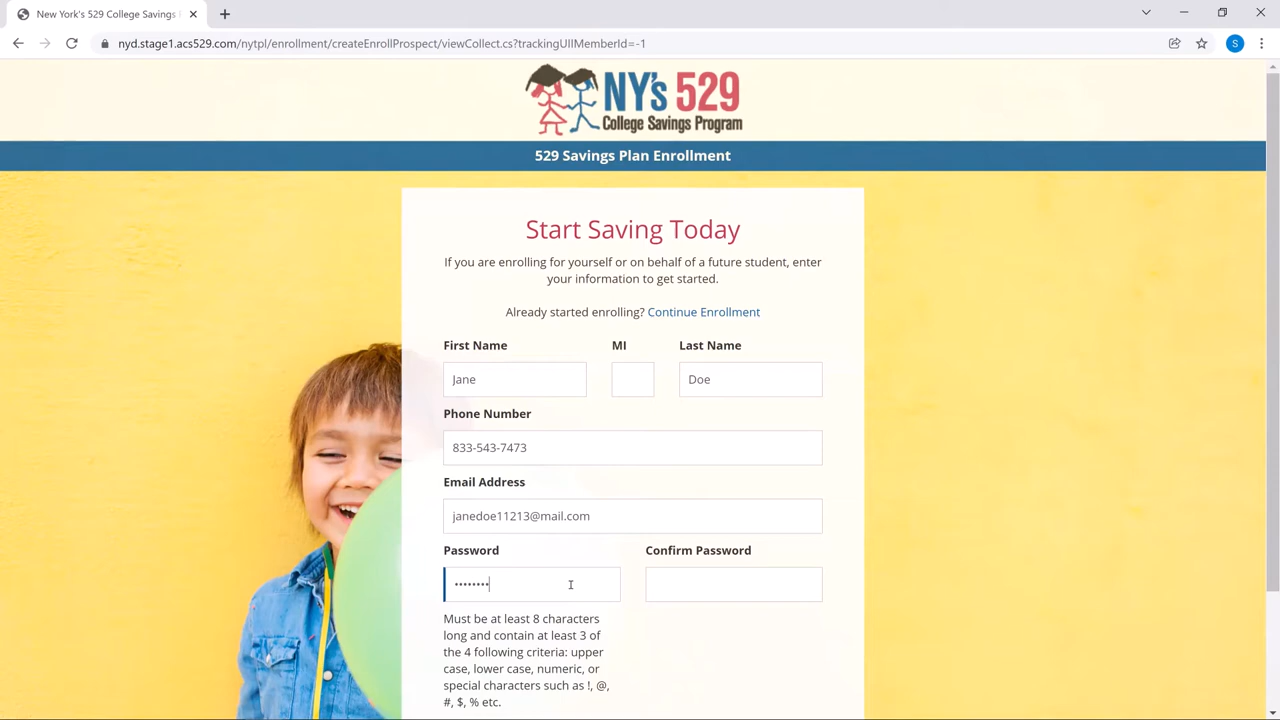 New York's 529 College Savings
nyd.stage1.acs529.com/nytpl/enrollment/createEnrollProspect/viewCollect.cs?trackingUIIMemberId=-1
S
NY's 529
College Savings Program
529 Savings Plan Enrollment
Start Saving Today
If you are enrolling for yourself or on behalf of a future student, enter
your information to get started.
Already started enrolling? Continue Enrollment
First Name MI Last Name
Jane Doe
Phone Number
833-543-7473
Email Address
janedoe11213@mail.com
Password Confirm Password
••••••••
Must be at least 8 characters
long and contain at least 3 of
the 4 following criteria: upper
case, lower case, numeric, or
special characters such as !, @,
#, $, % etc.